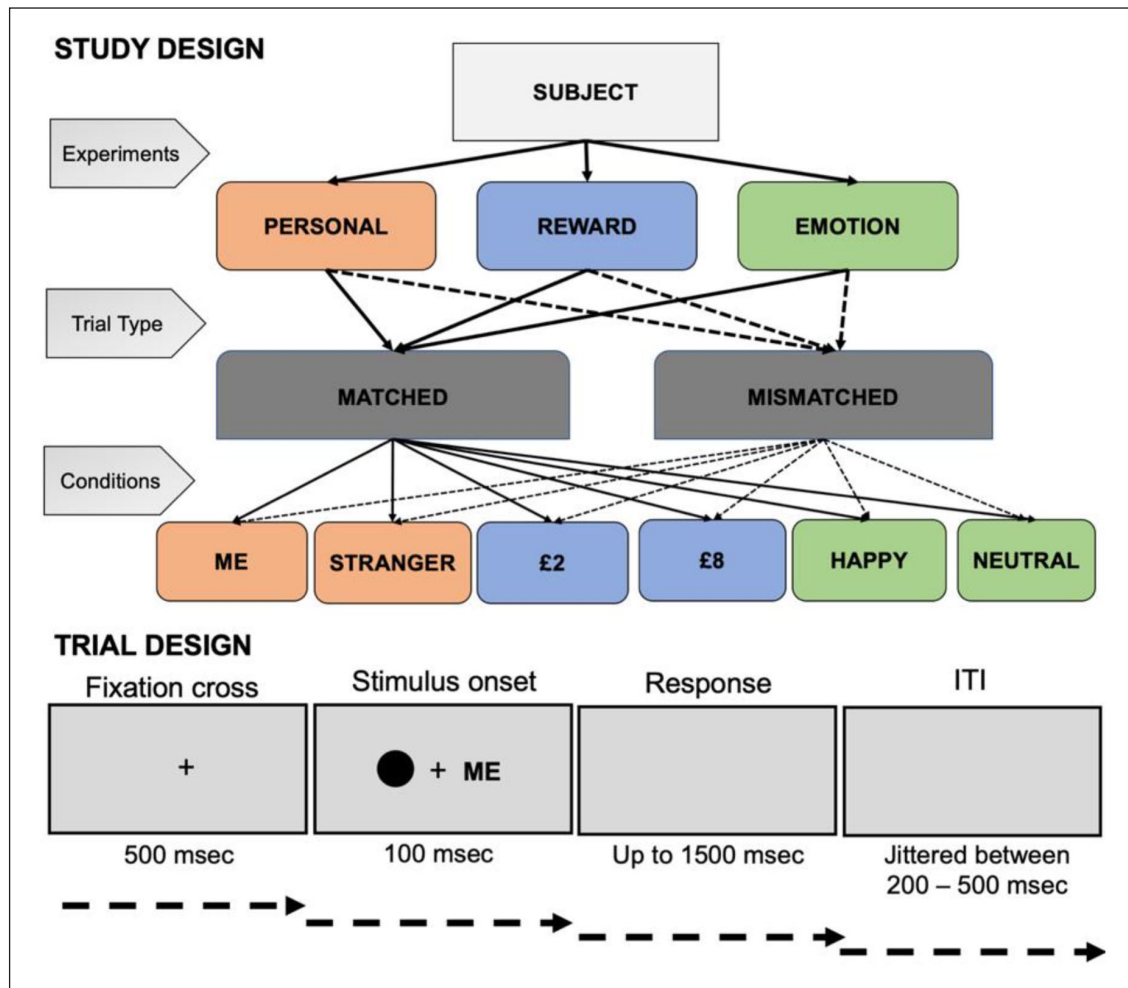 STUDY DESIGN
SUBJECT
Experiments
PERSONAL
REWARD
EMOTION
Trial Type
MATCHED
MISMATCHED
Conditions
ME
STRANGER
£2
£8
HAPPY
NEUTRAL
TRIAL DESIGN
Fixation cross
Stimulus onset
Response
ITI
+
+ ME
500 msec
100 msec
Up to 1500 msec
Jittered between
200 – 500 msec